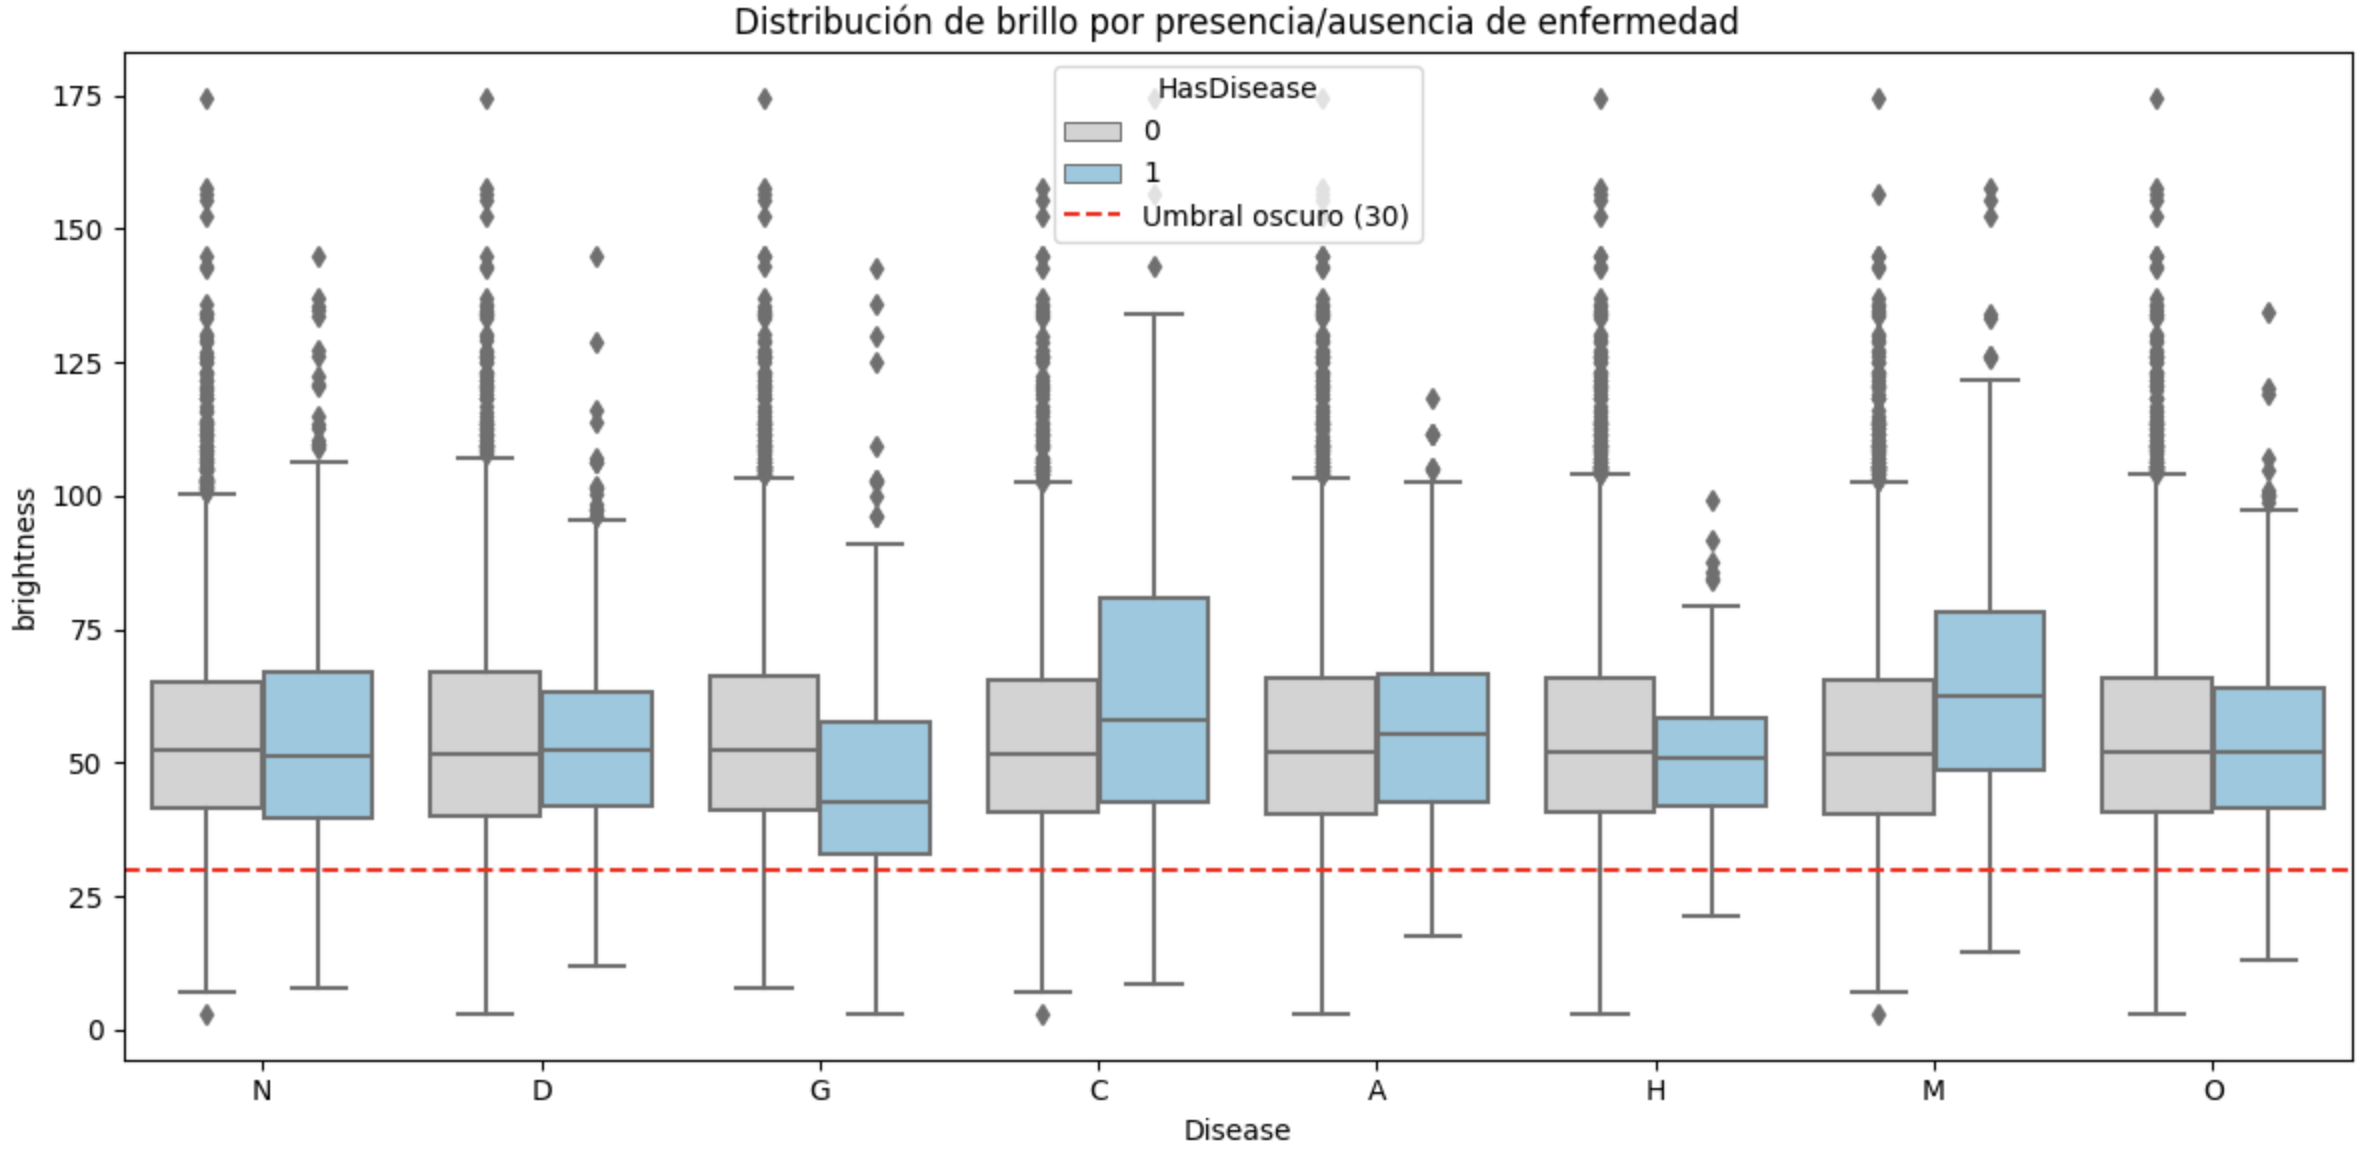 Distribución de brillo por presencia/ausencia de enfermedad
HasDisease
0
1
Umbral oscuro (30)
175
150
125
100
75
50
25
0
brightness
N D G C A H M O
Disease